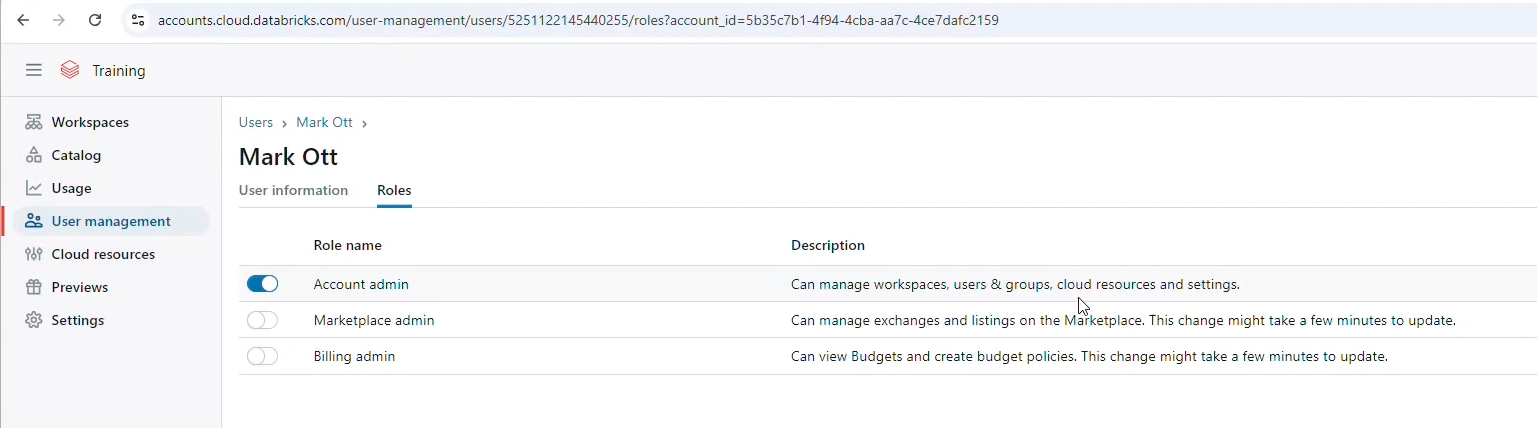 accounts.cloud.databricks.com/user-management/users/5251122145440255/roles?account_id=5b35c7b1-4f94-4cba-aa7c-4ce7dafc2159
Training
Workspaces
Catalog
Usage
User management
Cloud resources
Previews
Settings
Users > Mark Ott >
Mark Ott
User information Roles
Role name Description
Account admin Can manage workspaces, users & groups, cloud resources and settings.
Marketplace admin Can manage exchanges and listings on the Marketplace. This change might take a few minutes to update.
Billing admin Can view Budgets and create budget policies. This change might take a few minutes to update.